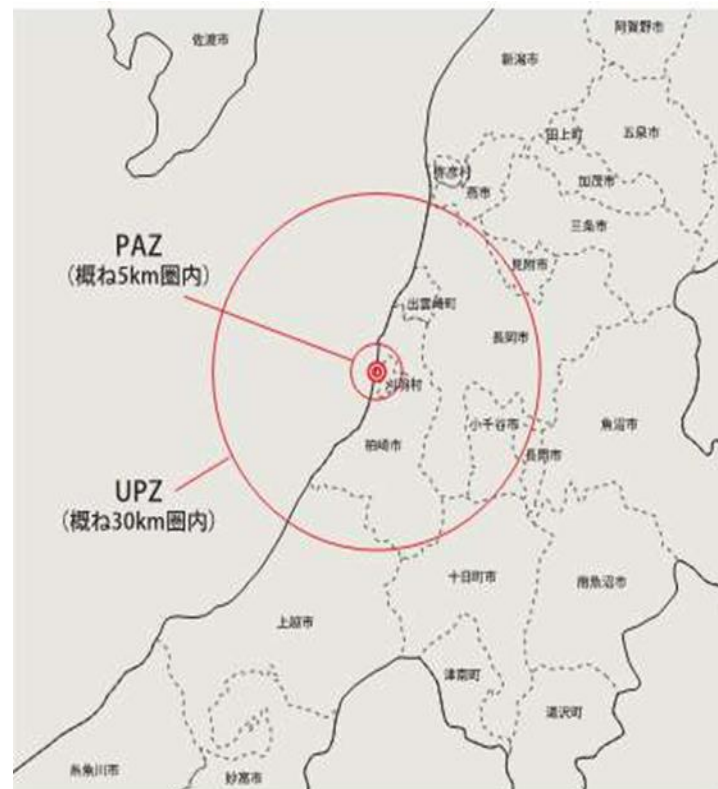 佐渡市
阿賀野市
新潟市
田上町
五泉市
弥彦村
燕市
加茂市
三条市
PAZ
(概ね5km圏内)
見附市
出雲崎町
長岡市
刈羽村
小千谷市
魚沼市
柏崎市
長岡市
UPZ
(概ね30km圏内)
十日町市
南魚沼市
上越市
津南町
湯沢町
糸魚川市
妙高市